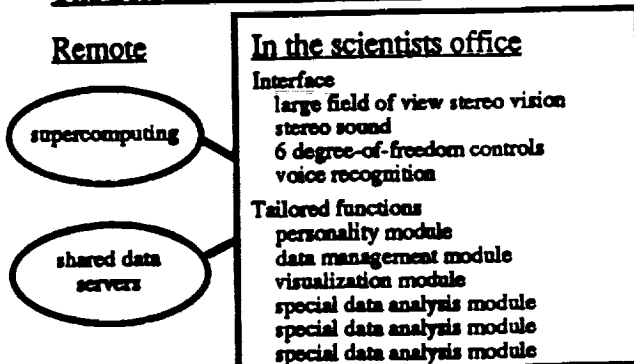 Remote
supercomputing
shared data
servers
In the scientists office
Interface
large field of view stereo vision
stereo sound
6 degree-of-freedom controls
voice recognition
Tailored functions
personality module
data management module
visualization module
special data analysis module
special data analysis module
special data analysis module